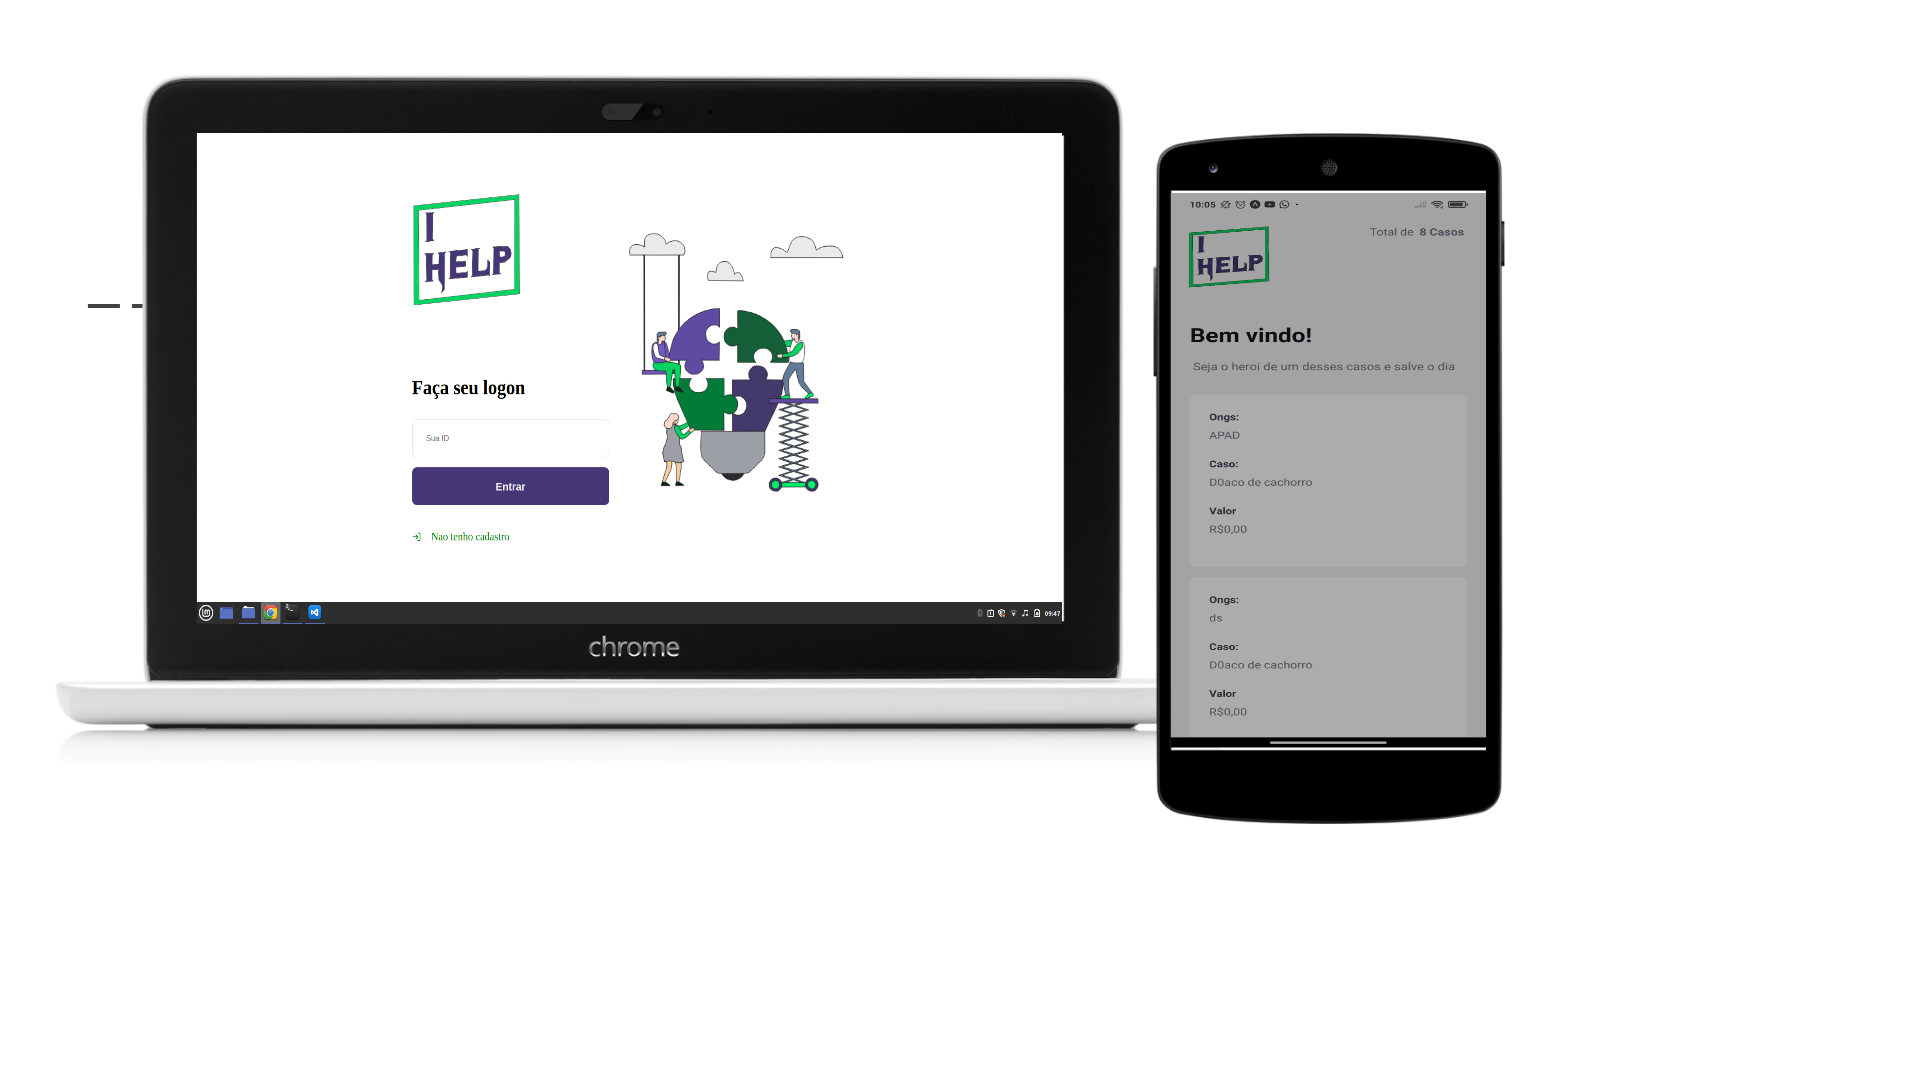 I
HELP
Faça seu logon
Sua ID
Entrar
Nao tenho cadastro
09:47
chrome
10:05
Total de 8 Casos
I
HELP
Bem vindo!
Seja o heroi de um desses casos e salve o dia
Ongs:
APAD
Caso:
D0aco de cachorro
Valor
R$0,00
Ongs:
ds
Caso:
D0aco de cachorro
Valor
R$0,00